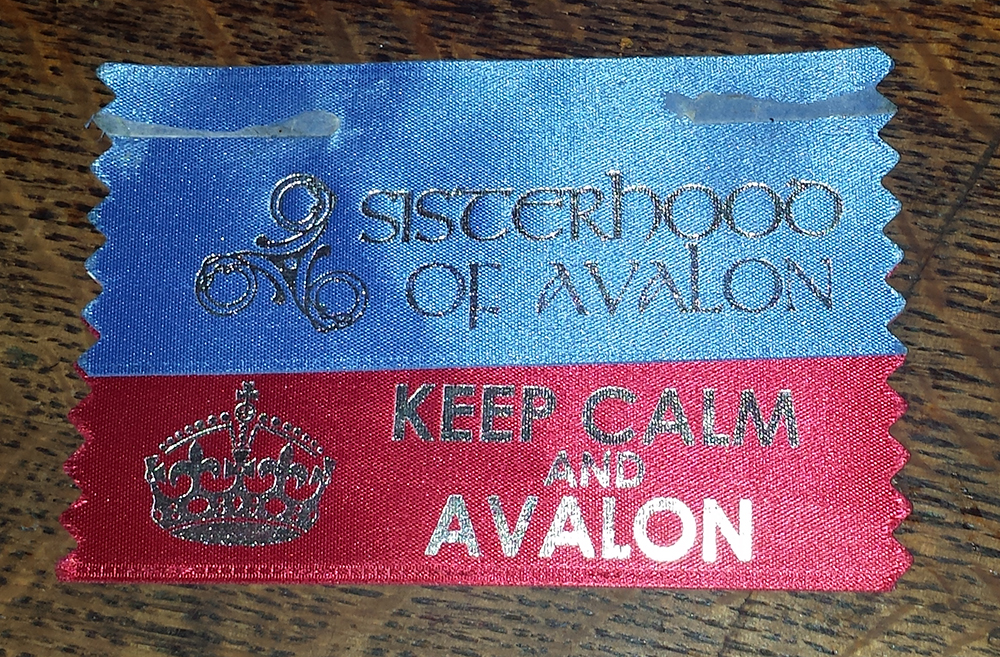 SISTERHOOD
OF AVALON
KEEP CALM
AND
AVALON